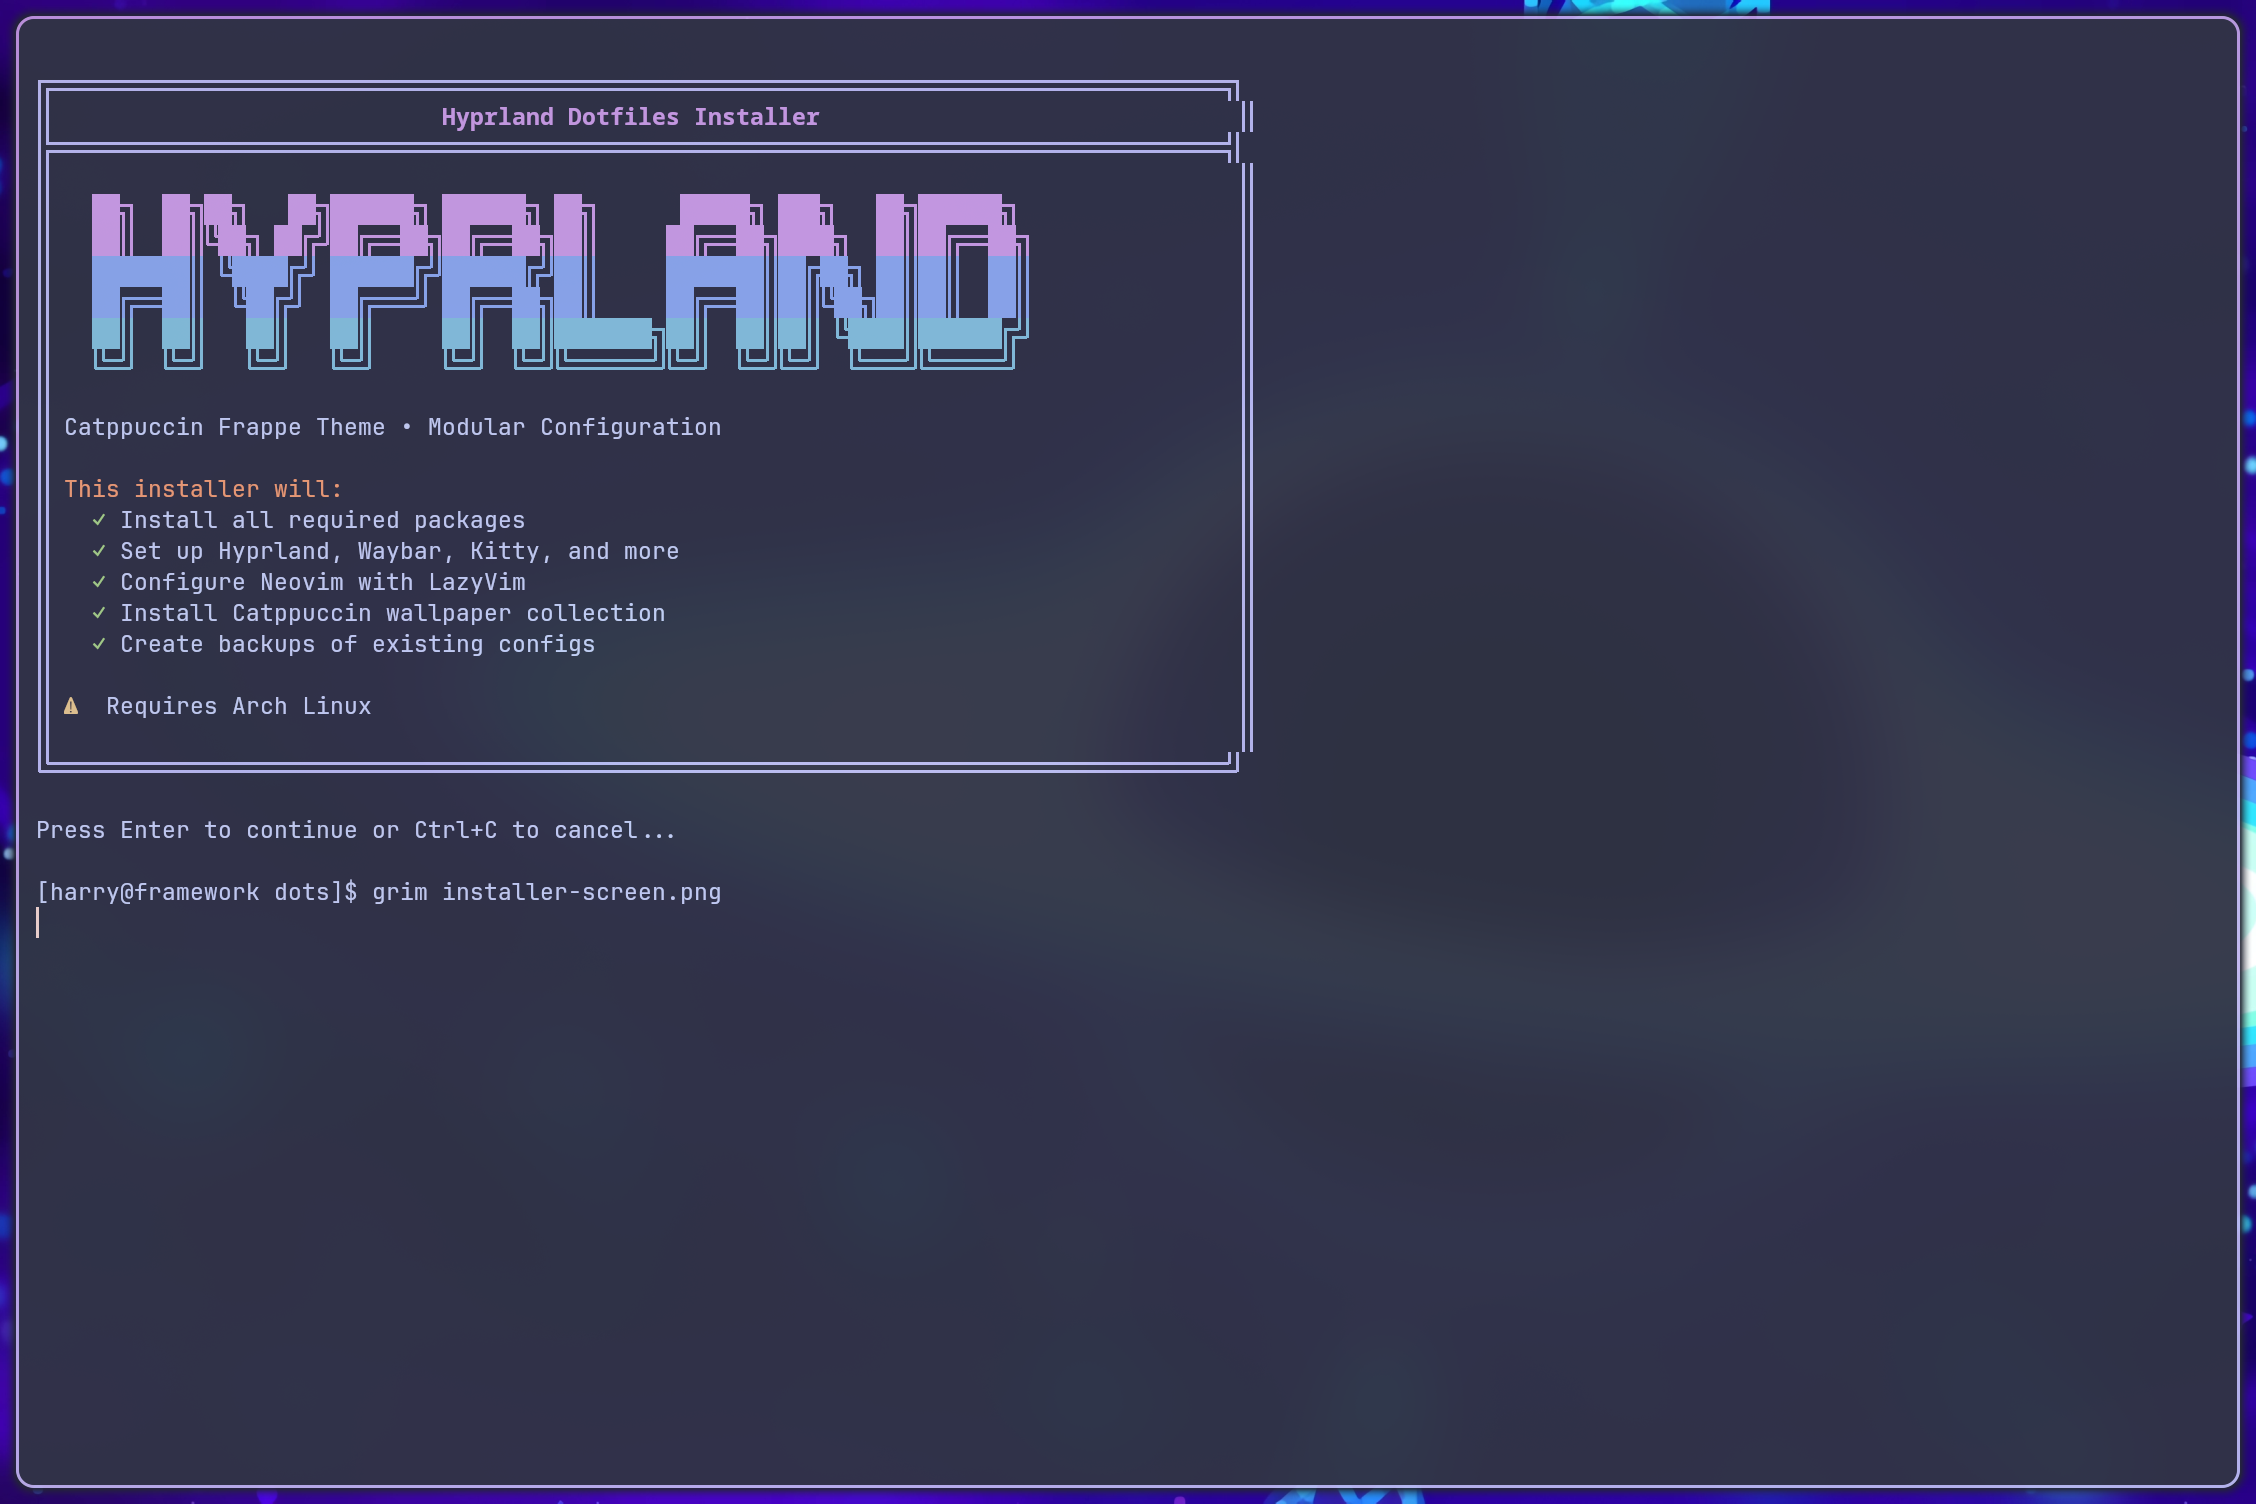 Hyprland Dotfiles Installer
HYPRLAND
Catppuccin Frappe Theme • Modular Configuration
This installer will:
✓ Install all required packages
✓ Set up Hyprland, Waybar, Kitty, and more
✓ Configure Neovim with LazyVim
✓ Install Catppuccin wallpaper collection
✓ Create backups of existing configs
⚠ Requires Arch Linux
Press Enter to continue or Ctrl+C to cancel...
[harry@framework dots]$ grim installer-screen.png